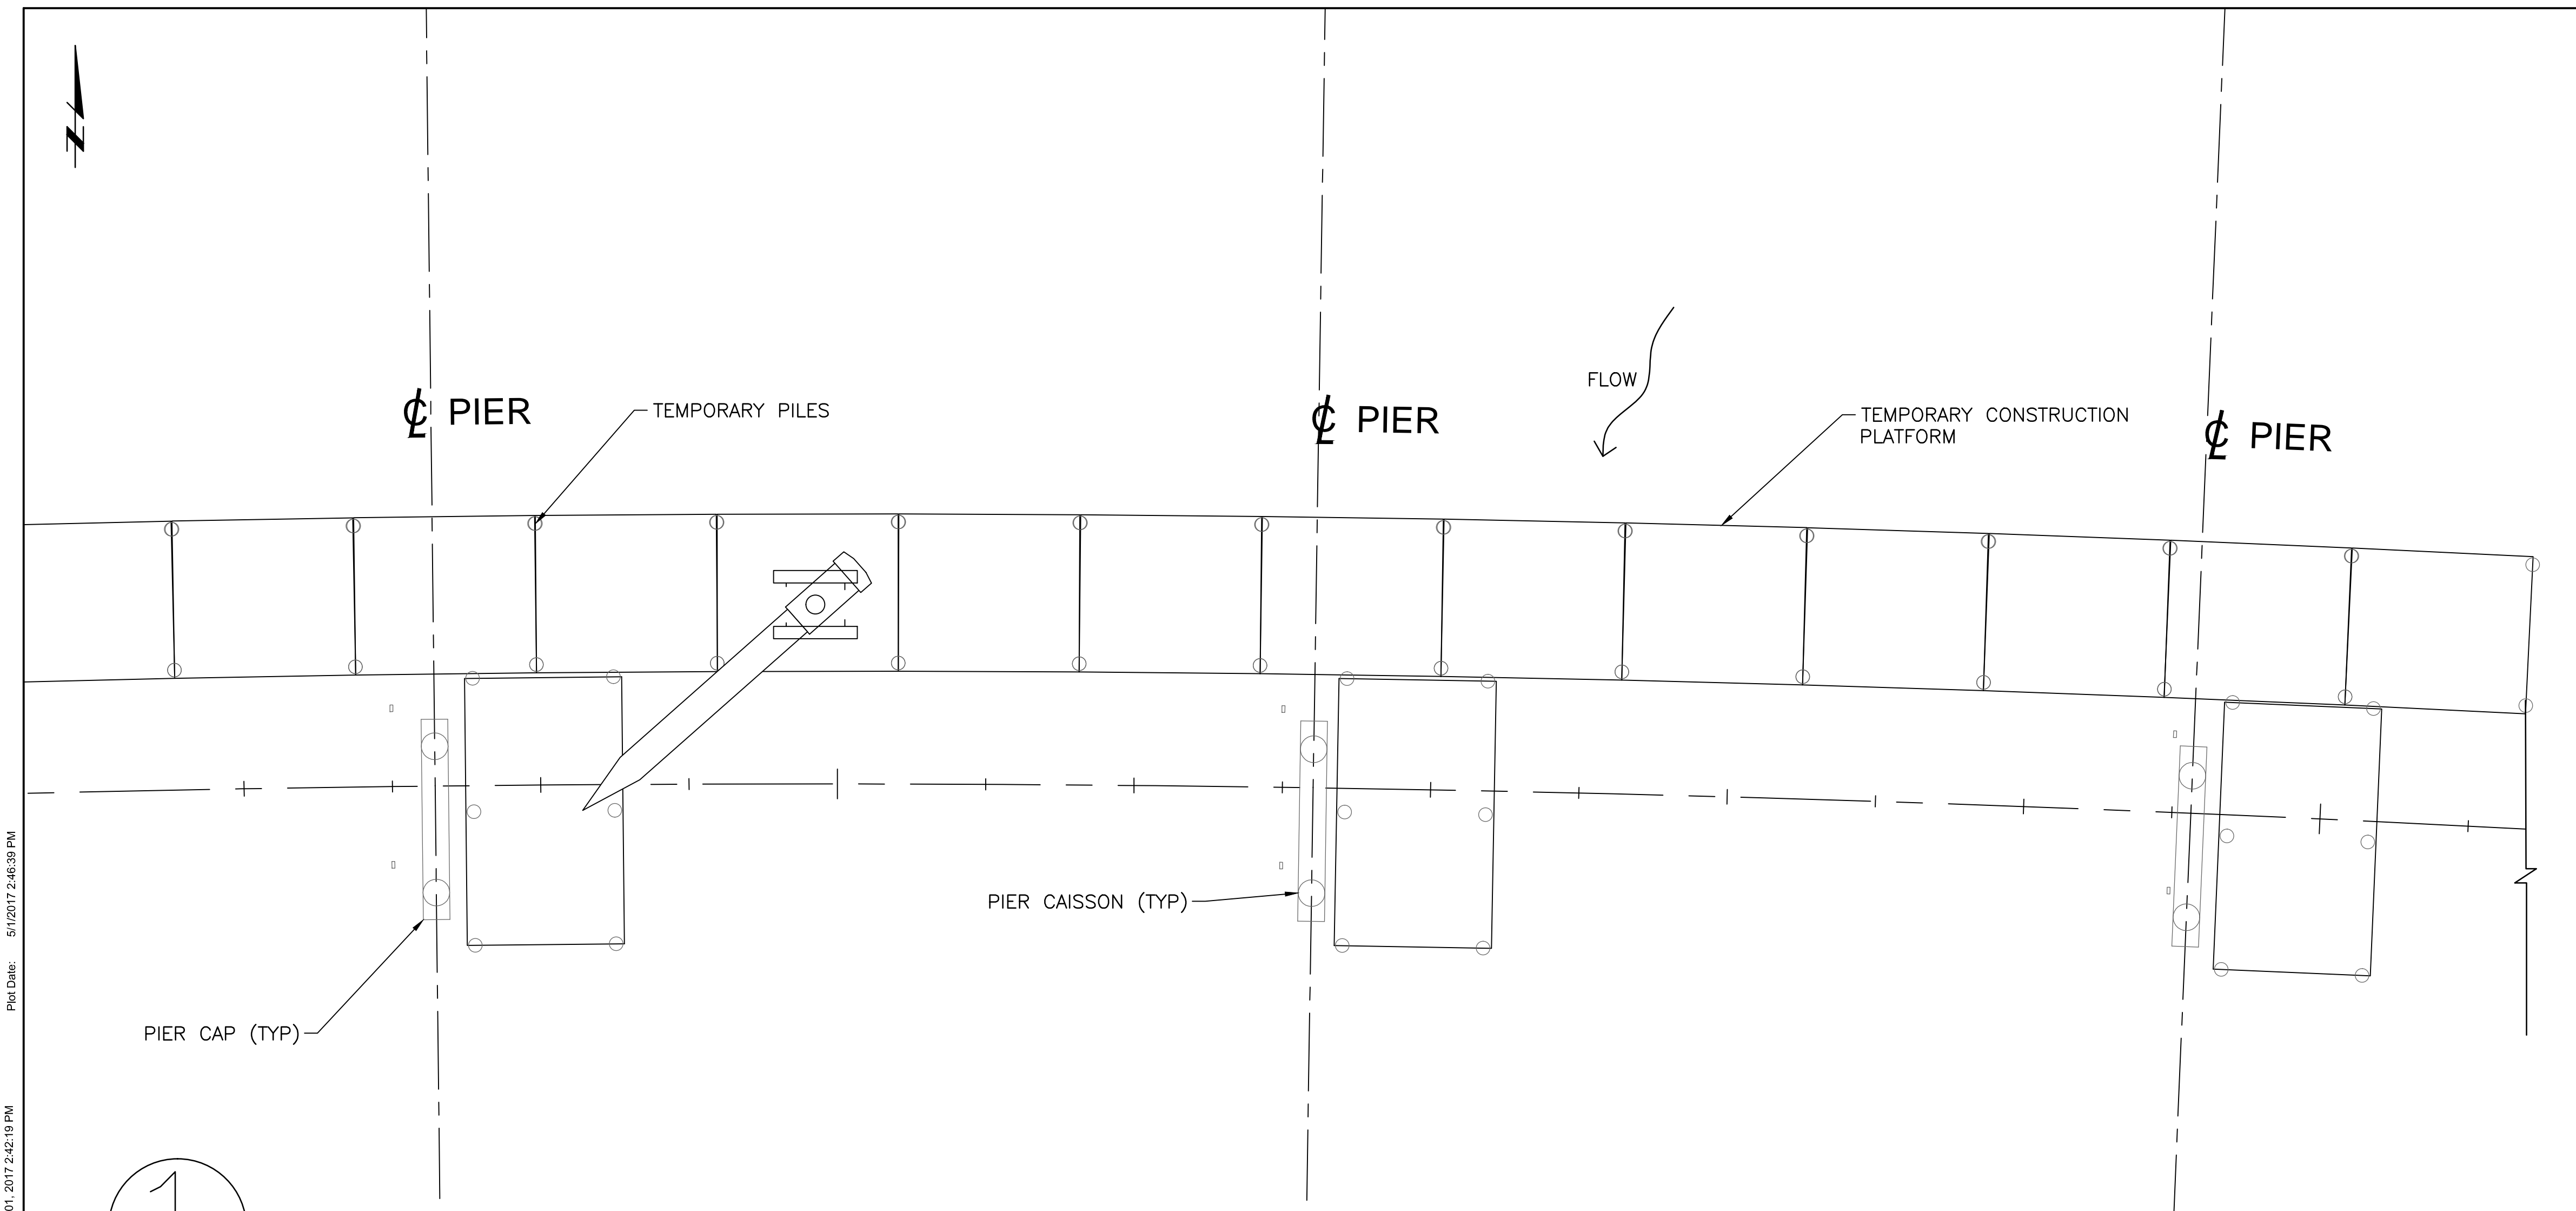 N
℄ PIER
TEMPORARY PILES
℄ PIER
FLOW
TEMPORARY CONSTRUCTION
PLATFORM
℄ PIER
PIER CAISSON (TYP)
PIER CAP (TYP)
Plot Date: 5/1/2017 2:46:39 PM
01, 2017 2:42:19 PM
1